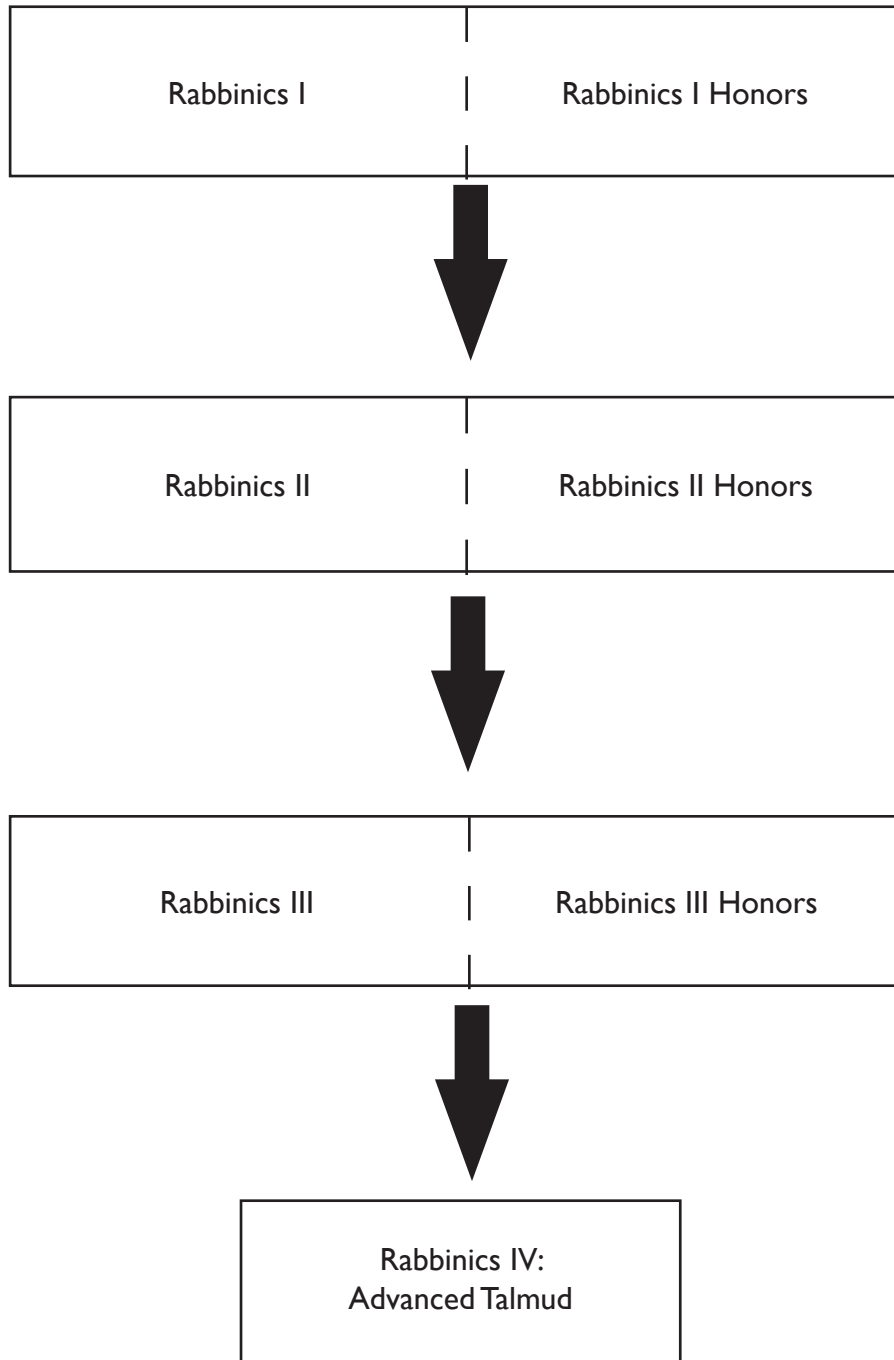 Rabbinics I
Rabbinics I Honors
Rabbinics II
Rabbinics II Honors
Rabbinics III
Rabbinics III Honors
Rabbinics IV:
Advanced Talmud